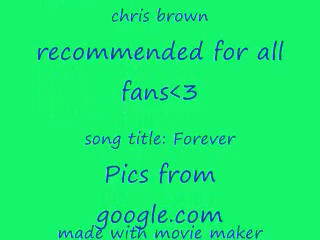 chris brown
recommended for all
fans<3
song title: Forever
Pics from
google.com
made with movie maker